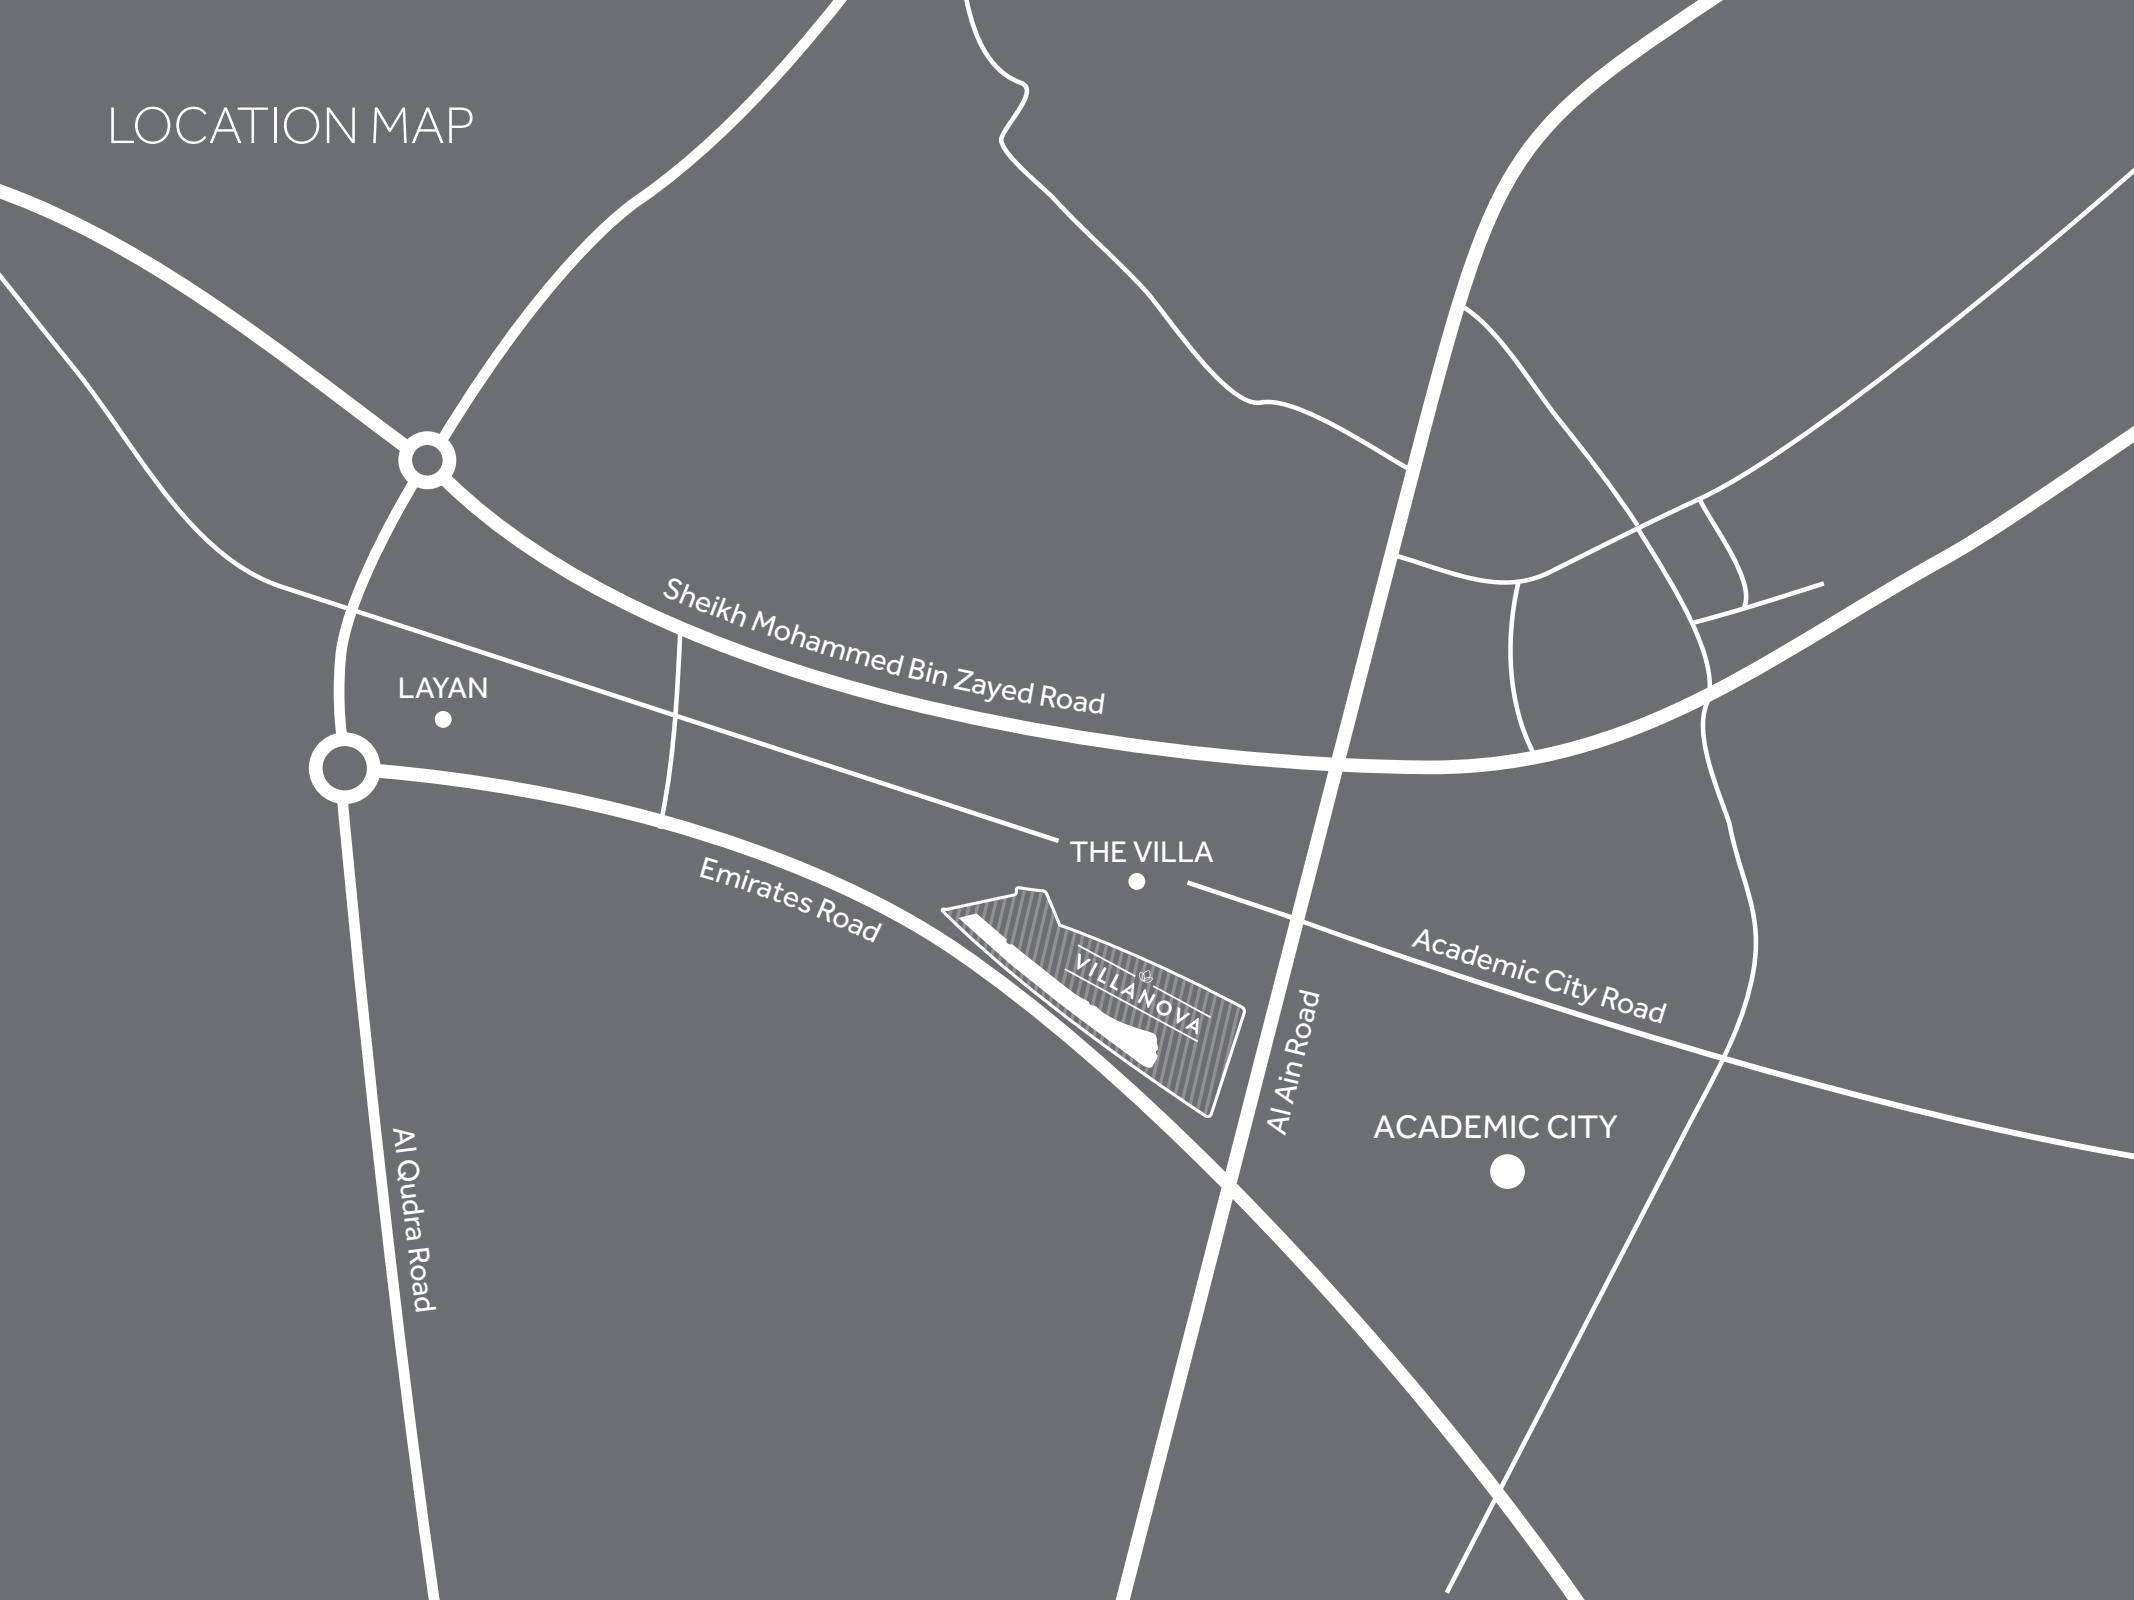 LOCATION MAP
Sheikh Mohammed Bin Zayed Road
LAYAN
THE VILLA
Emirates Road
VILLANOVA
Academic City Road
Al Ain Road
ACADEMIC CITY
Al Qudra Road